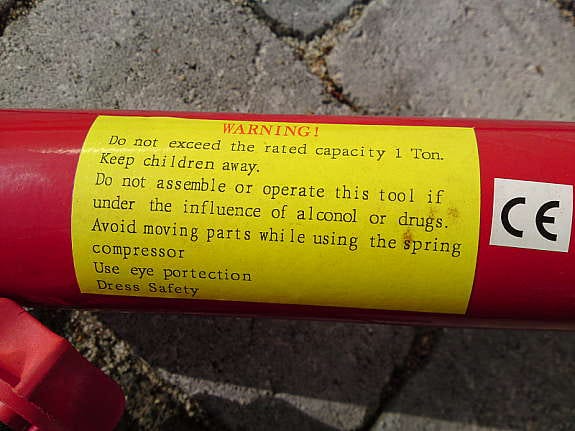 WARNING!
Do not exceed the rated capacity 1 Ton.
Keep children away.
Do not assemble or operate this tool if
under the influence of alconol or drugs.
Avoid moving parts while using the spring
compressor
Use eye portection
Dress Safety
CE